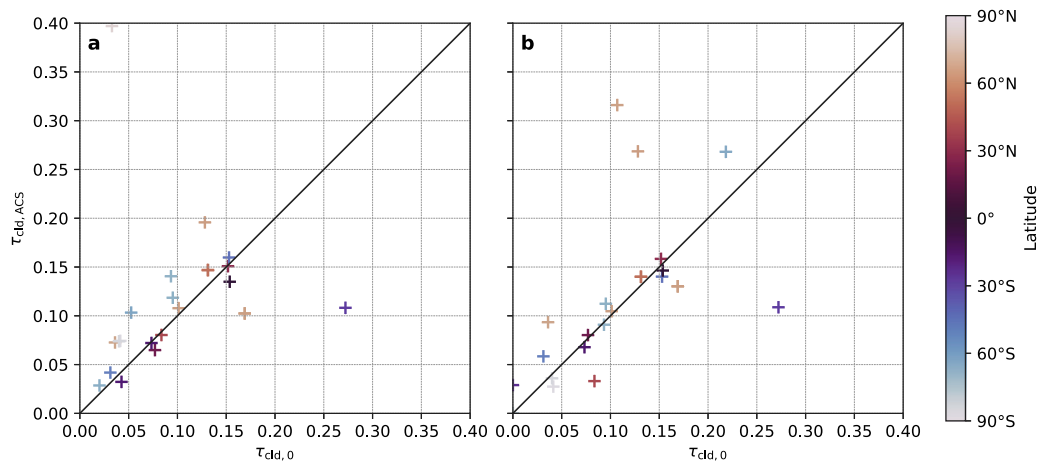 a
0.40
0.35
0.30
0.25
0.20
0.15
0.10
0.05
0.00
τcld, ACS
0.00 0.05 0.10 0.15 0.20 0.25 0.30 0.35 0.40
τcld, 0
b
0.00 0.05 0.10 0.15 0.20 0.25 0.30 0.35 0.40
τcld, 0
90°N
60°N
30°N
0°
30°S
60°S
90°S
Latitude